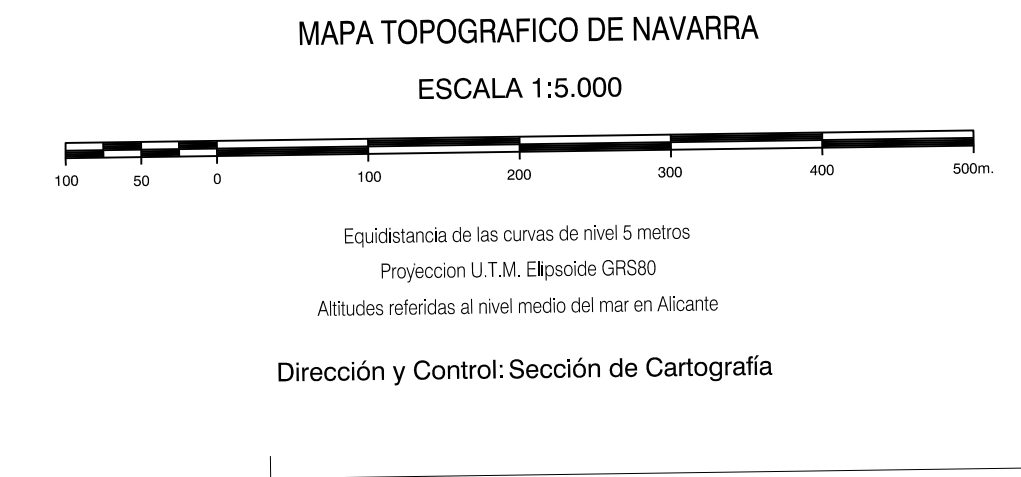 MAPA TOPOGRAFICO DE NAVARRA
ESCALA 1:5.000
100 50 0 100 200 300 400 500m.
Equidistancia de las curvas de nivel 5 metros
Proyeccion U.T.M. Elipsoide GRS80
Altitudes referidas al nivel medio del mar en Alicante
Dirección y Control: Sección de Cartografía